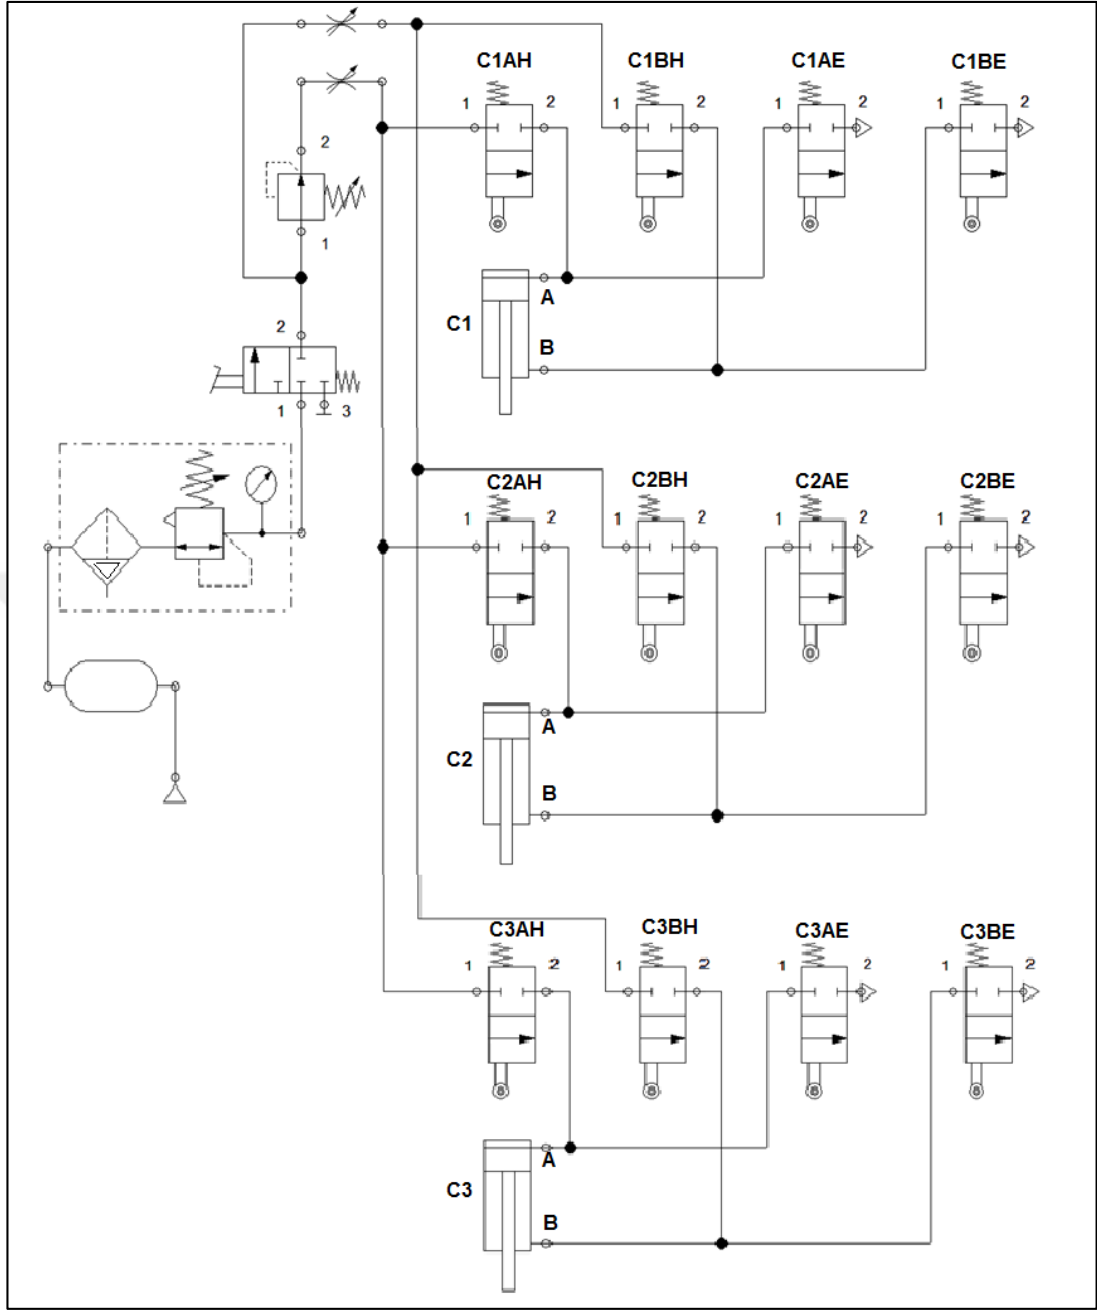 C1AH C1BH C1AE C1BE
1 2 1 2 1 2 1 2
2
1
A
C1
B
2
1 3
C2AH C2BH C2AE C2BE
1 2 1 2 1 2 1 2
A
C2
B
C3AH C3BH C3AE C3BE
1 2 1 2 1 2 1 2
A
C3
B